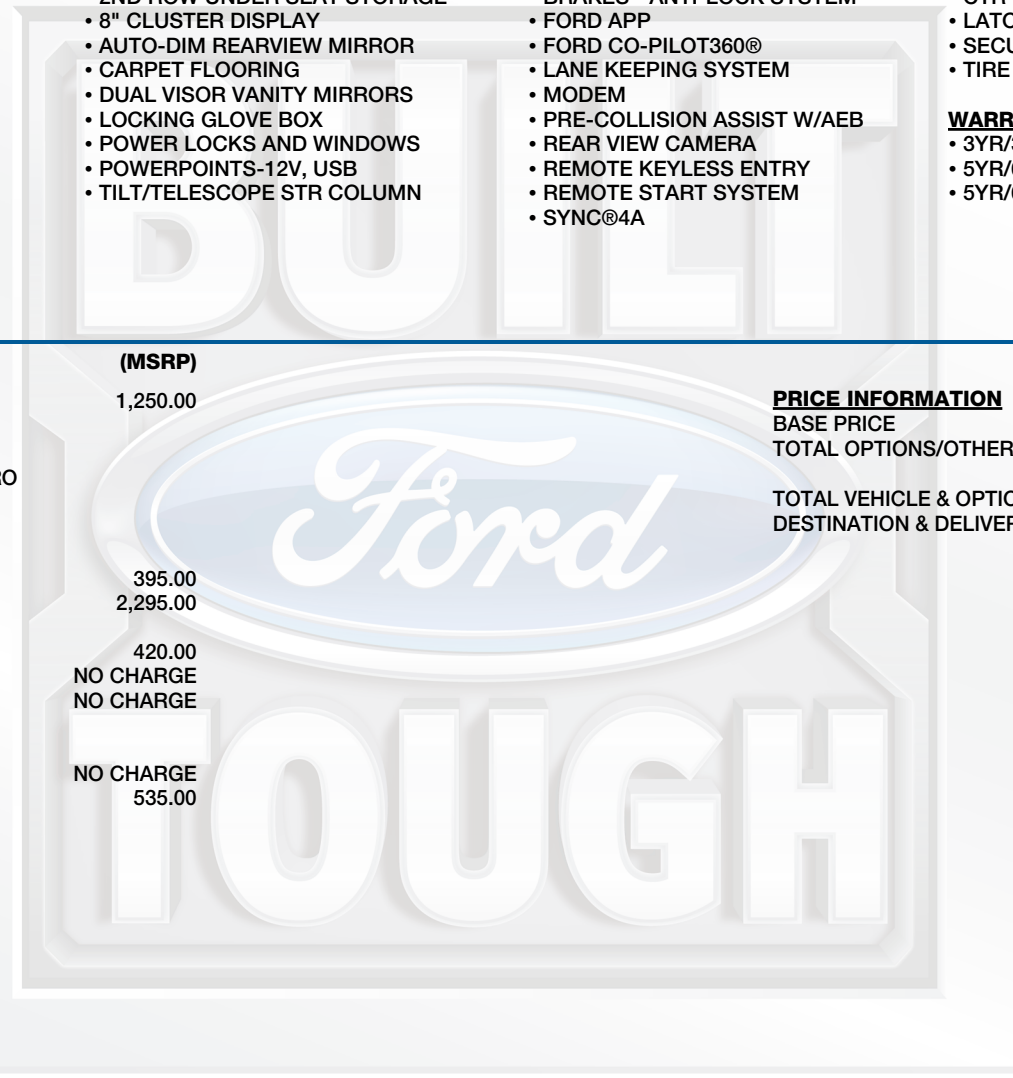 • 8" CLUSTER DISPLAY
• AUTO-DIM REARVIEW MIRROR
• CARPET FLOORING
• DUAL VISOR VANITY MIRRORS
• LOCKING GLOVE BOX
• POWER LOCKS AND WINDOWS
• POWERPOINTS-12V, USB
• TILT/TELESCOPE STR COLUMN
• FORD APP
• FORD CO-PILOT360®
• LANE KEEPING SYSTEM
• MODEM
• PRE-COLLISION ASSIST W/AEB
• REAR VIEW CAMERA
• REMOTE KEYLESS ENTRY
• REMOTE START SYSTEM
• SYNC®4A
• TIRE
• 3YR/
• 5YR/
• 5YR/
(MSRP)
1,250.00
395.00
2,295.00
420.00
NO CHARGE
NO CHARGE
NO CHARGE
535.00
PRICE INFORMATION
BASE PRICE
TOTAL OPTIONS/OTHER
TOTAL VEHICLE &
DESTINATION &
BUILT
Ford
TOUGH